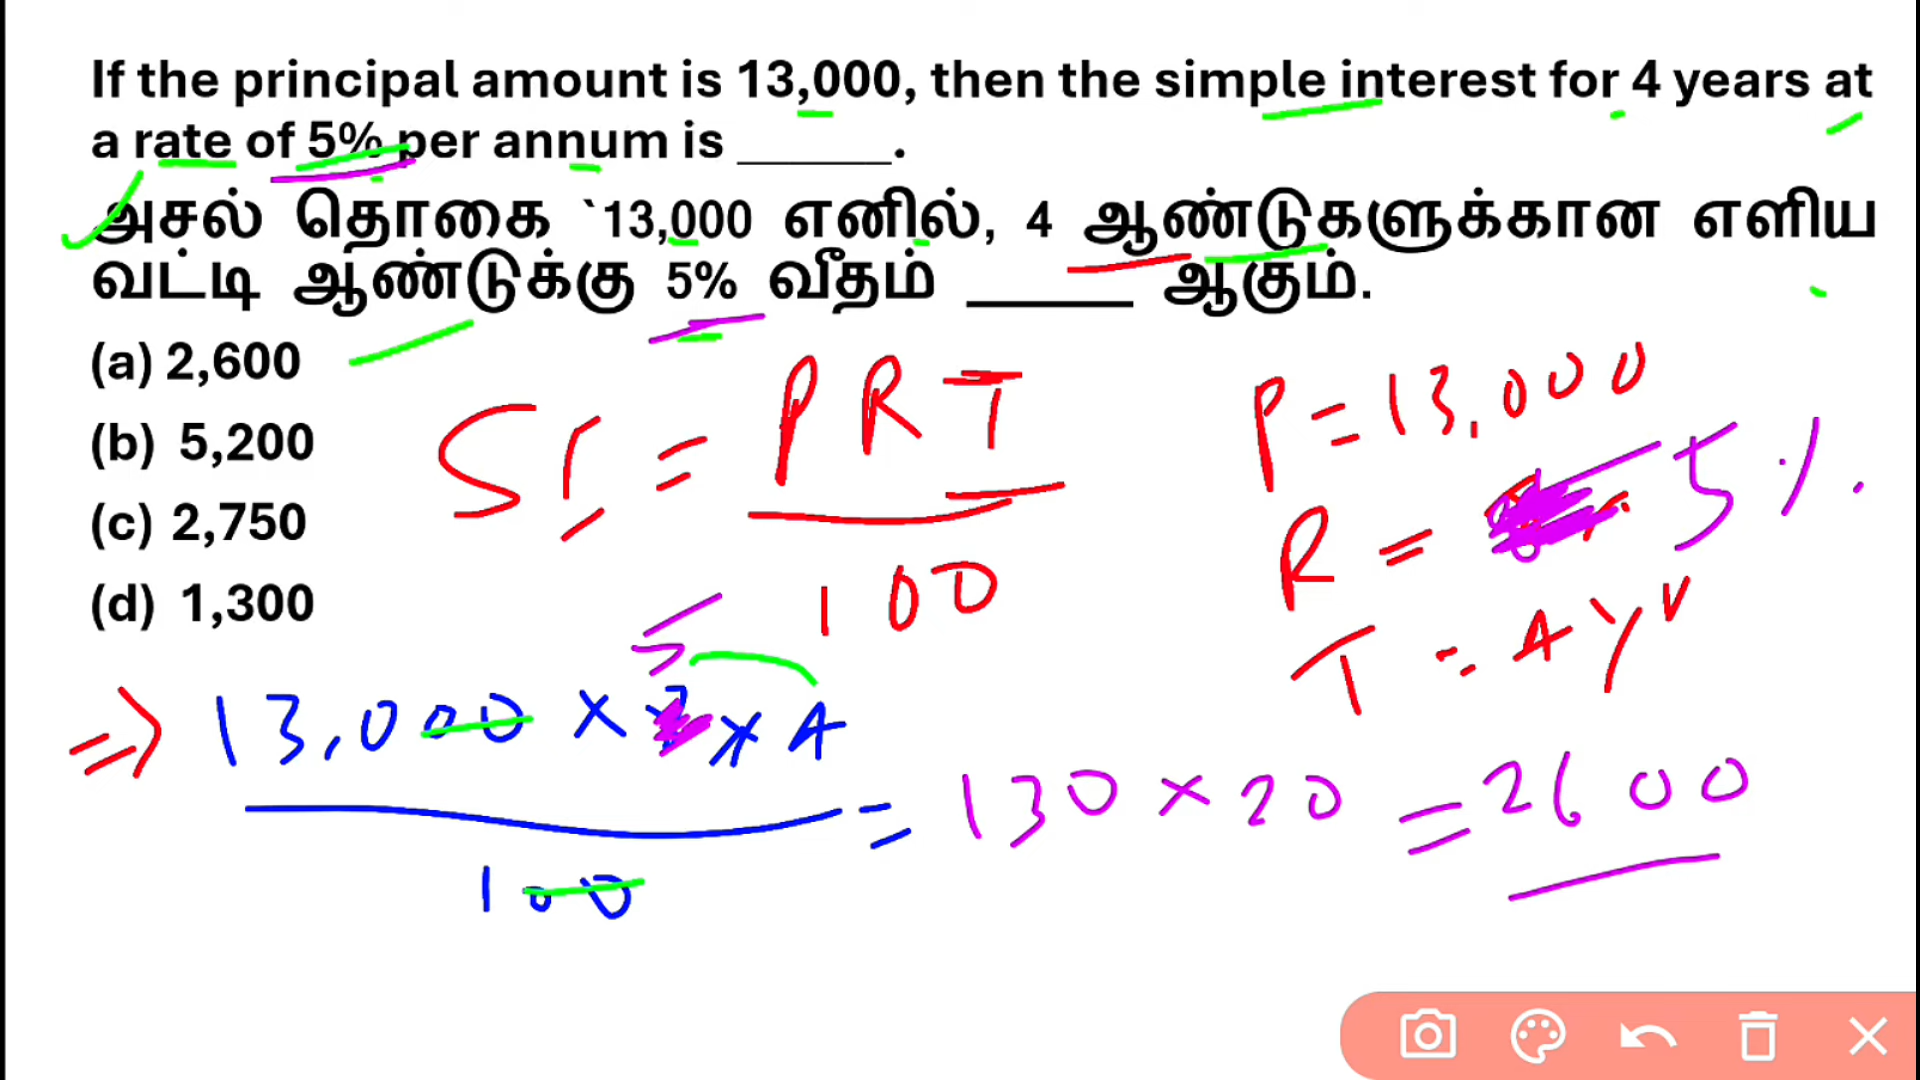 If the principal amount is 13,000, then the simple interest for 4 years at
a rate of 5% per annum is ______.
அசல் தொகை `13,000 எனில், 4 ஆண்டுகளுக்கான எளிய
வட்டி ஆண்டுக்கு 5% வீதம் ______ ஆகும்.
(a) 2,600
(b) 5,200
(c) 2,750
(d) 1,300
SI = PRT
100
P = 13,000
R = 5%
T = 4 yr
5
=> 13,000 × × 4
100
= 130 × 20 = 2600